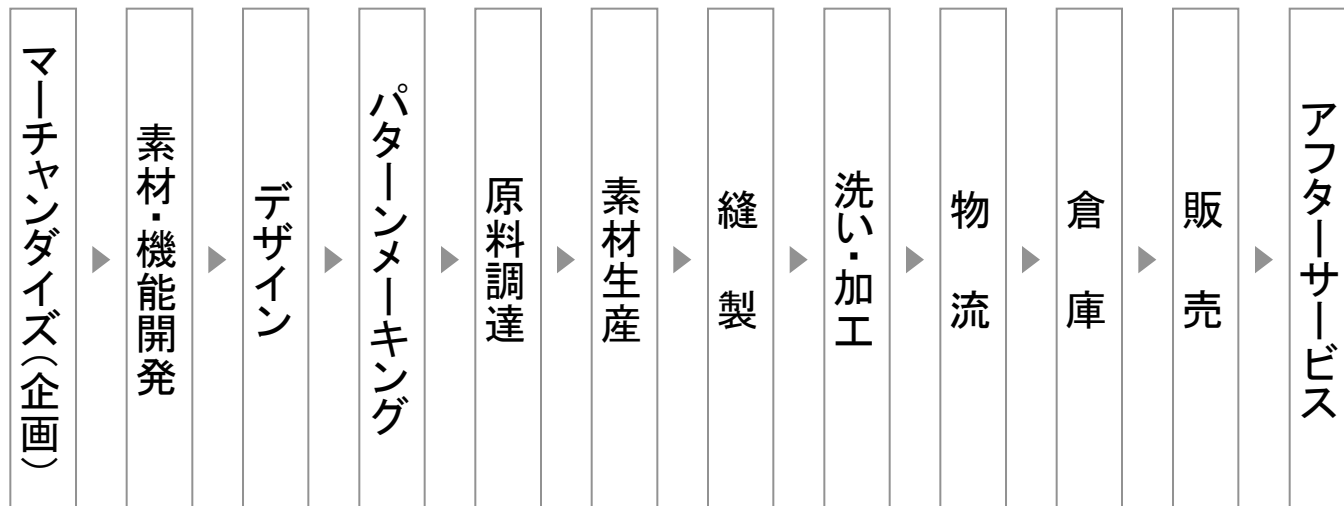 マーチャンダイズ(企画)
素材・機能開発
デザイン
パターンメーキング
原料調達
素材生産
縫製
洗い・加工
物流
倉庫
販売
アフターサービス